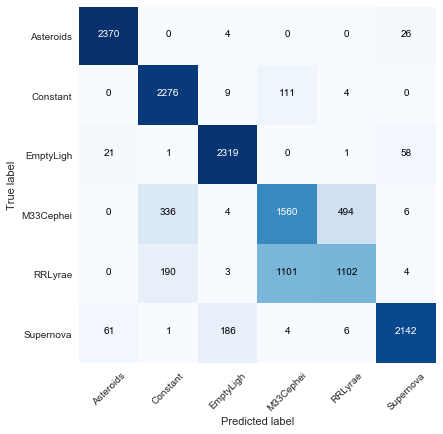 True label
Asteroids 2370 0 4 0 0 26
Constant 0 2276 9 111 4 0
EmptyLigh 21 1 2319 0 1 58
M33Cephei 0 336 4 1560 494 6
RRLyrae 0 190 3 1101 1102 4
Supernova 61 1 186 4 6 2142
Asteroids Constant EmptyLigh M33Cephei RRLyrae Supernova
Predicted label